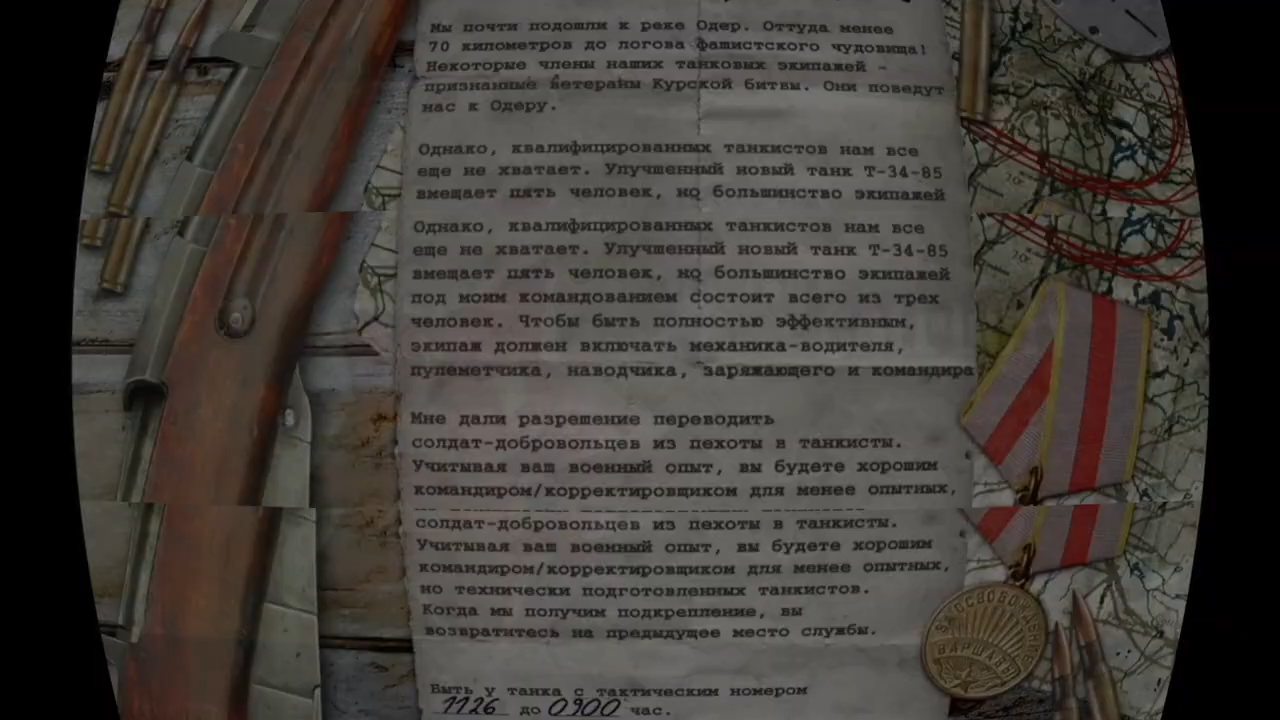 Мы почти подошли к реке Одер. Оттуда менее
70 километров до логова фашистского чудовища!
Некоторые члены наших танковых экипажей -
признанные ветераны Курской битвы. Они поведут
нас к Одеру.
Однако, квалифицированных танкистов нам все
еще не хватает. Улучшенный новый танк Т-34-85
вмещает пять человек, но большинство экипажей
Однако, квалифицированных танкистов нам все
еще не хватает. Улучшенный новый танк Т-34-85
вмещает пять человек, но большинство экипажей
под моим командованием состоит всего из трех
человек. Чтобы быть полностью эффективным,
экипаж должен включать механика-водителя,
пулеметчика, наводчика, заряжающего и командира
Мне дали разрешение переводить
солдат-добровольцев из пехоты в танкисты.
Учитывая ваш военный опыт, вы будете хорошим
командиром/корректировщиком для менее опытных,
солдат-добровольцев из пехоты в танкисты.
Учитывая ваш военный опыт, вы будете хорошим
командиром/корректировщиком для менее опытных,
но технически подготовленных танкистов.
Когда мы получим подкрепление, вы
возвратитесь на предыдущее место службы.
ЗА ОСВОБОЖДЕНИЕ
ВАРШАВЫ
Быть у танка с тактическим номером
1126 до 0900 час.